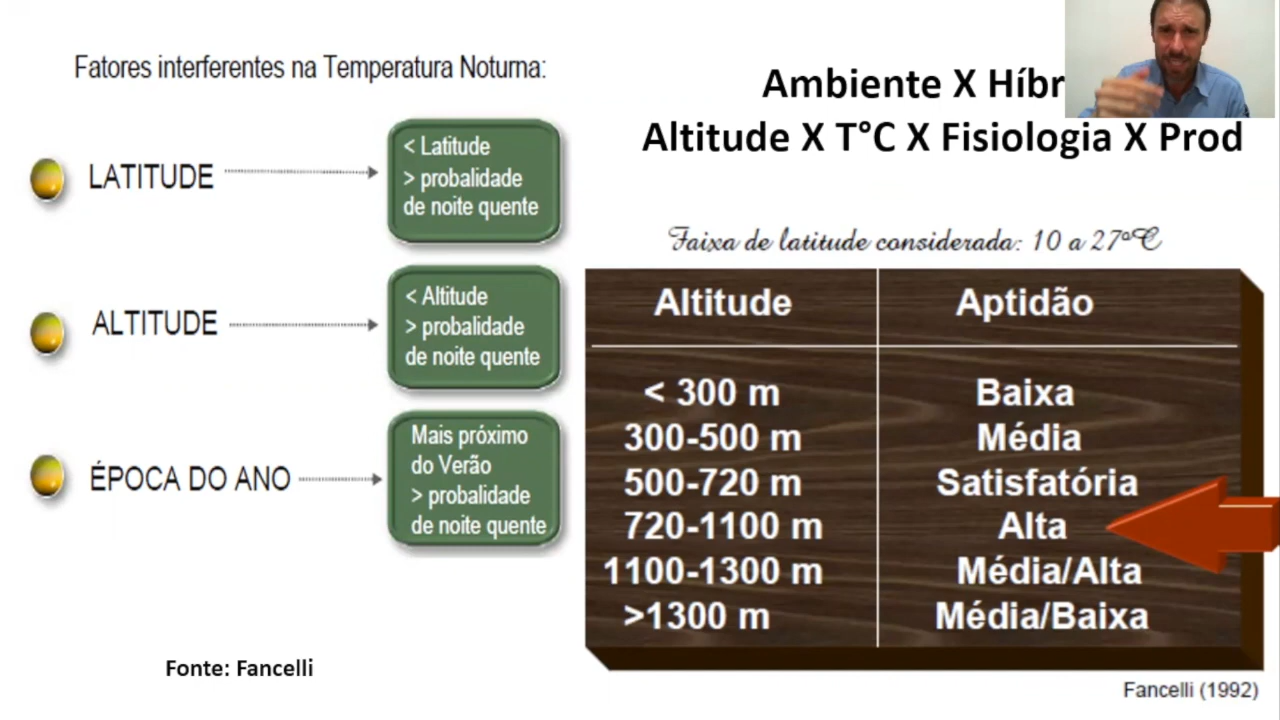 Fatores interferentes na Temperatura Noturna:
LATITUDE
< Latitude
> probalidade
de noite quente
ALTITUDE
< Altitude
> probalidade
de noite quente
ÉPOCA DO ANO
Mais próximo
do Verão
> probalidade
de noite quente
Fonte: Fancelli
Ambiente X Híbr
Altitude X T°C X Fisiologia X Prod
Faixa de latitude considerada: 10 a 27ºC
Altitude Aptidão
< 300 m Baixa
300-500 m Média
500-720 m Satisfatória
720-1100 m Alta
1100-1300 m Média/Alta
>1300 m Média/Baixa
Fancelli (1992)